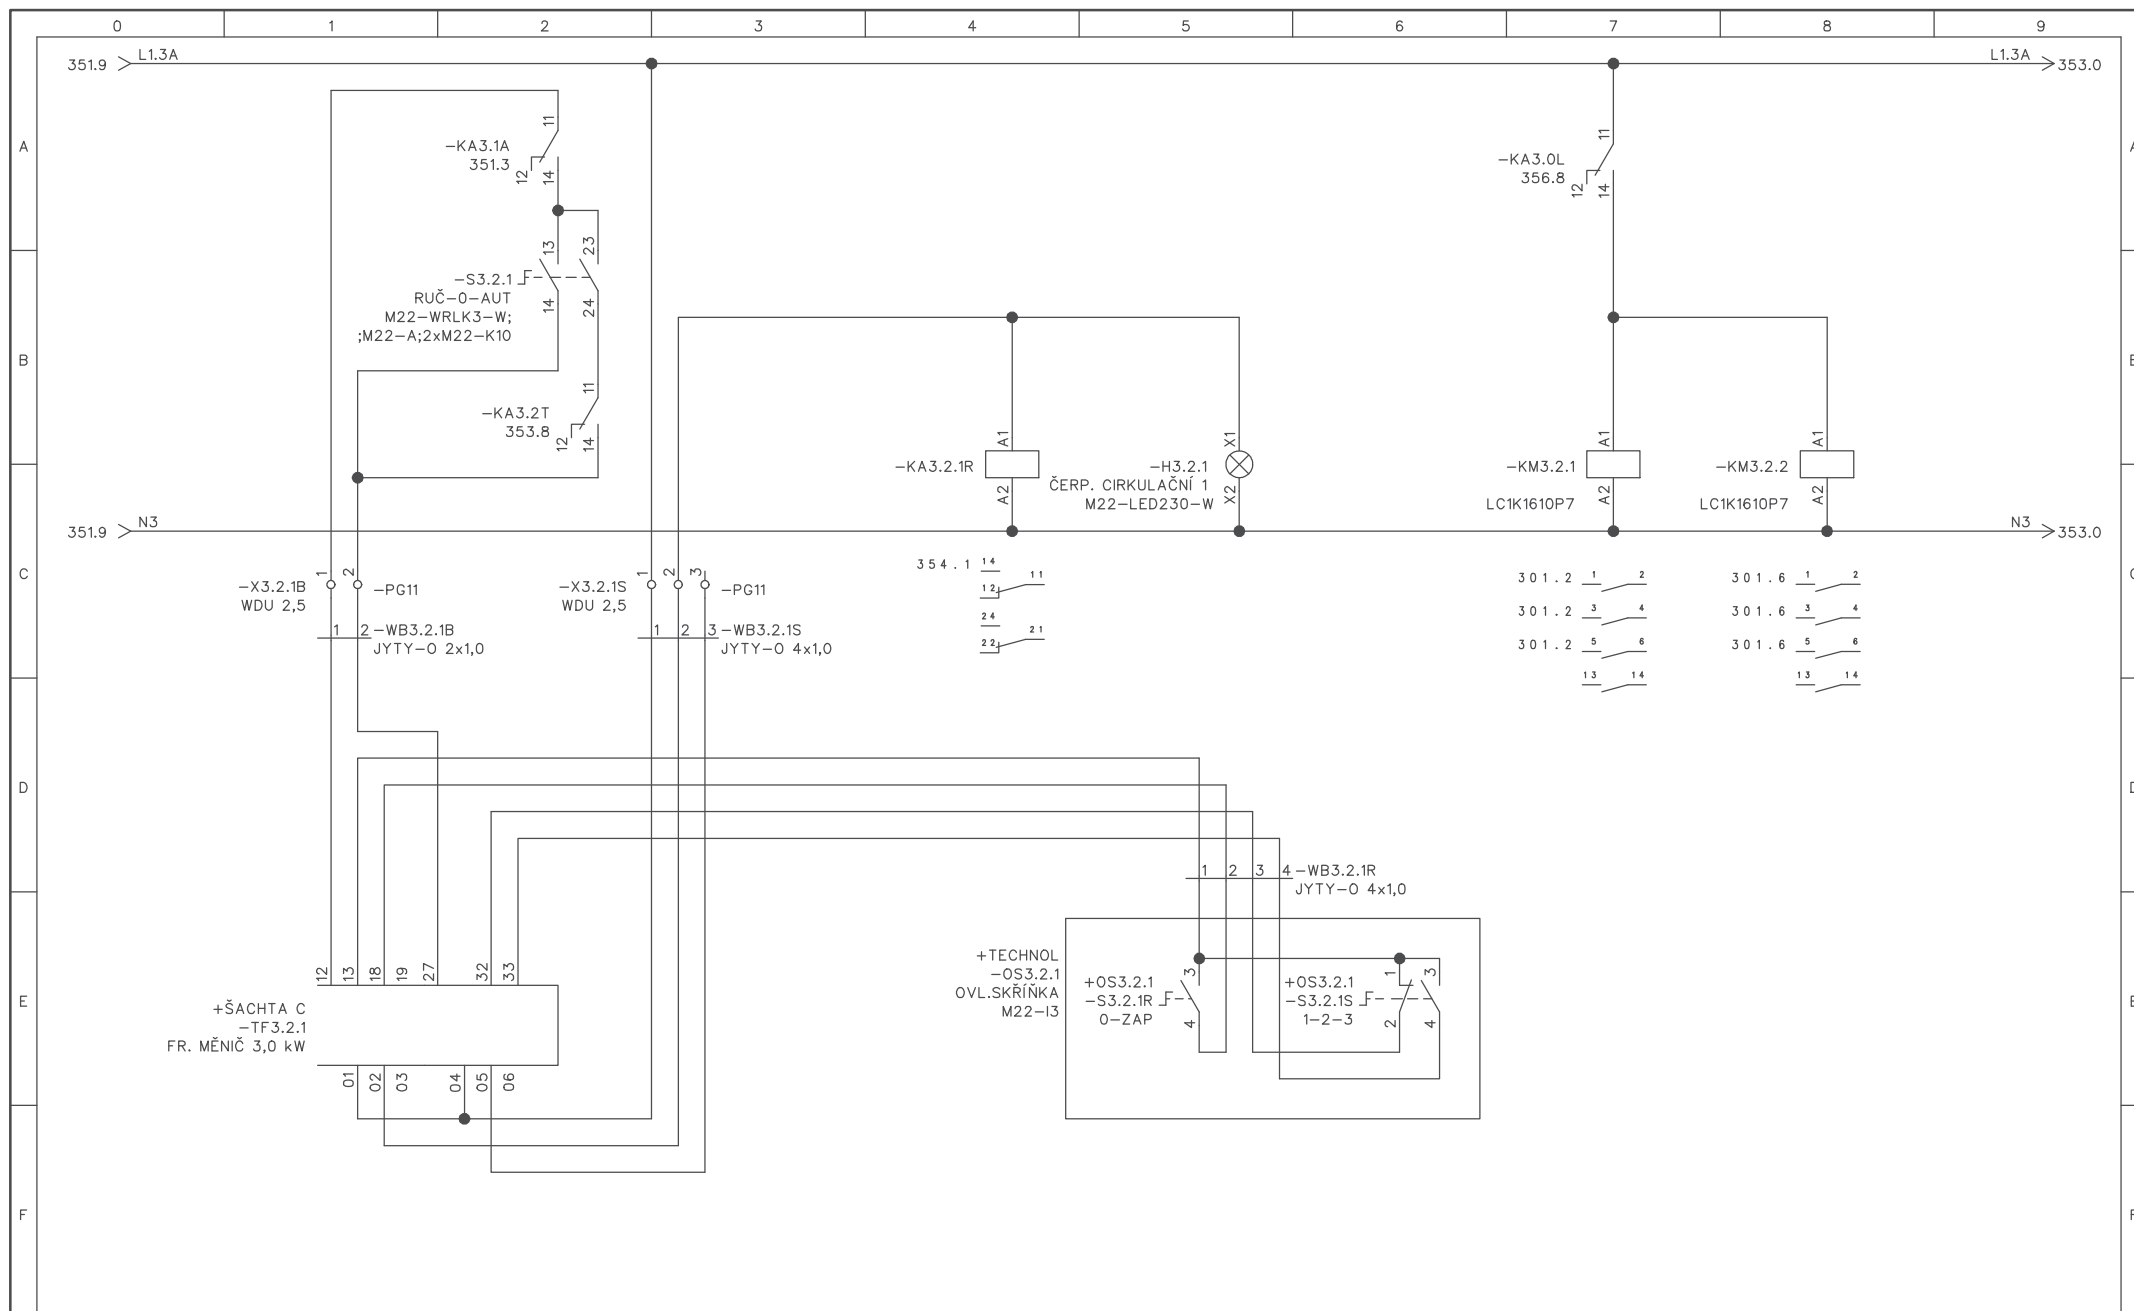 0 1 2 3 4 5 6 7 8 9
351.9 L1.3A L1.3A 353.0
A
11
-KA3.1A
351.3
12 14
11
-KA3.0L
356.8
12 14
13 23
-S3.2.1
RUČ-0-AUT
M22-WRLK3-W;
;M22-A;2xM22-K10
14 24
B
11
-KA3.2T
353.8
12 14
A1 X1 A1 A1
-KA3.2.1R
-H3.2.1
ČERP. CIRKULAČNÍ 1
M22-LED230-W
-KM3.2.1
LC1K1610P7
-KM3.2.2
LC1K1610P7
A2 X2 A2 A2
351.9 N3 N3 353.0
C
-X3.2.1B
WDU 2,5
1 2 -PG11
1 2 -WB3.2.1B
JYTY-O 2x1,0
-X3.2.1S
WDU 2,5
1 2 3 -PG11
1 2 3 -WB3.2.1S
JYTY-O 4x1,0
354.1 14
12 11
24
22 21
301.2 1 2
301.2 3 4
301.2 5 6
13 14
301.6 1 2
301.6 3 4
301.6 5 6
13 14
D
1 2 3 4 -WB3.2.1R
JYTY-O 4x1,0
E
12 13 18 19 27 32 33
+ŠACHTA C
-TF3.2.1
FR. MĚNIČ 3,0 kW
01 02 03 04 05 06
+TECHNOL
-OS3.2.1
OVL.SKŘÍŇKA
M22-I3
+OS3.2.1
-S3.2.1R
0-ZAP
3
4
+OS3.2.1
-S3.2.1S
1-2-3
1 3
2 4
F